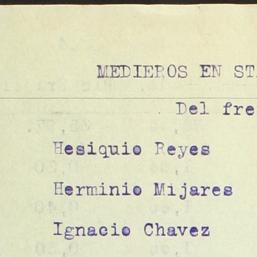 MEDIEROS EN ST
Del fre
Hesiquio Reyes
Herminio Mijares
Ignacio Chavez